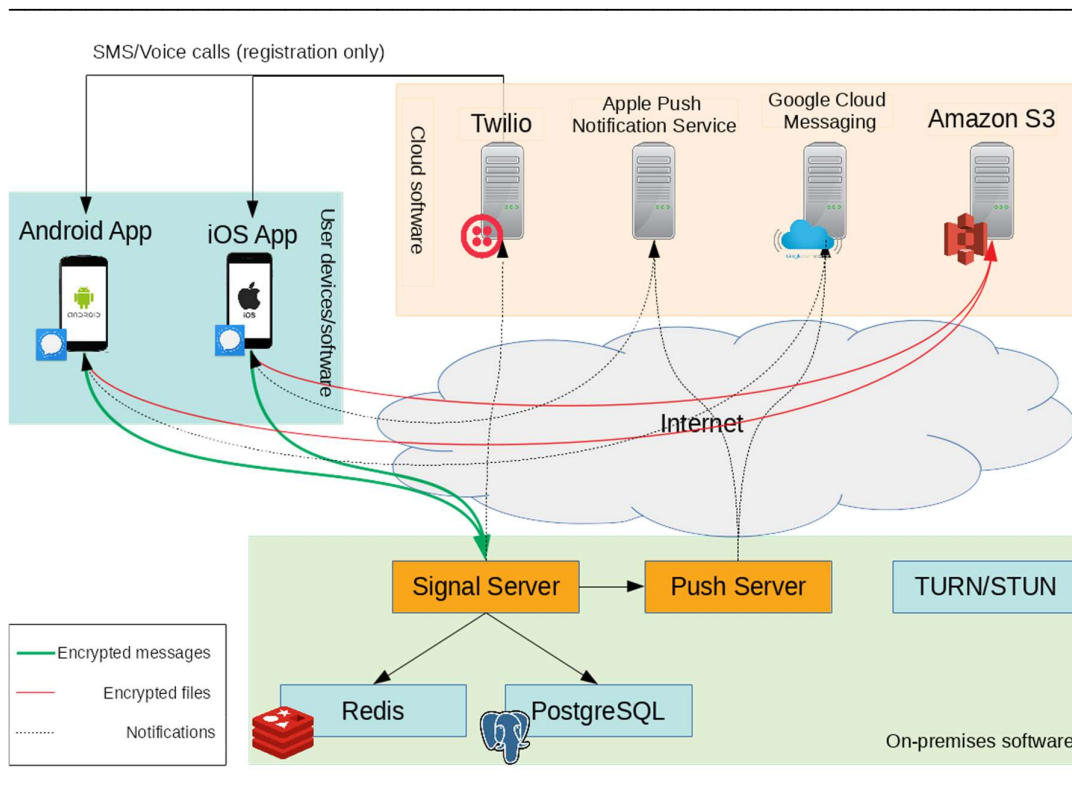 SMS/Voice calls (registration only)
Cloud software
Twilio
Apple Push
Notification Service
Google Cloud
Messaging
Amazon S3
User devices/software
Android App
iOS App
ANDROID
iOS
Internet
Signal Server
Push Server
TURN/STUN
Redis
PostgreSQL
On-premises software
Encrypted messages
Encrypted files
Notifications